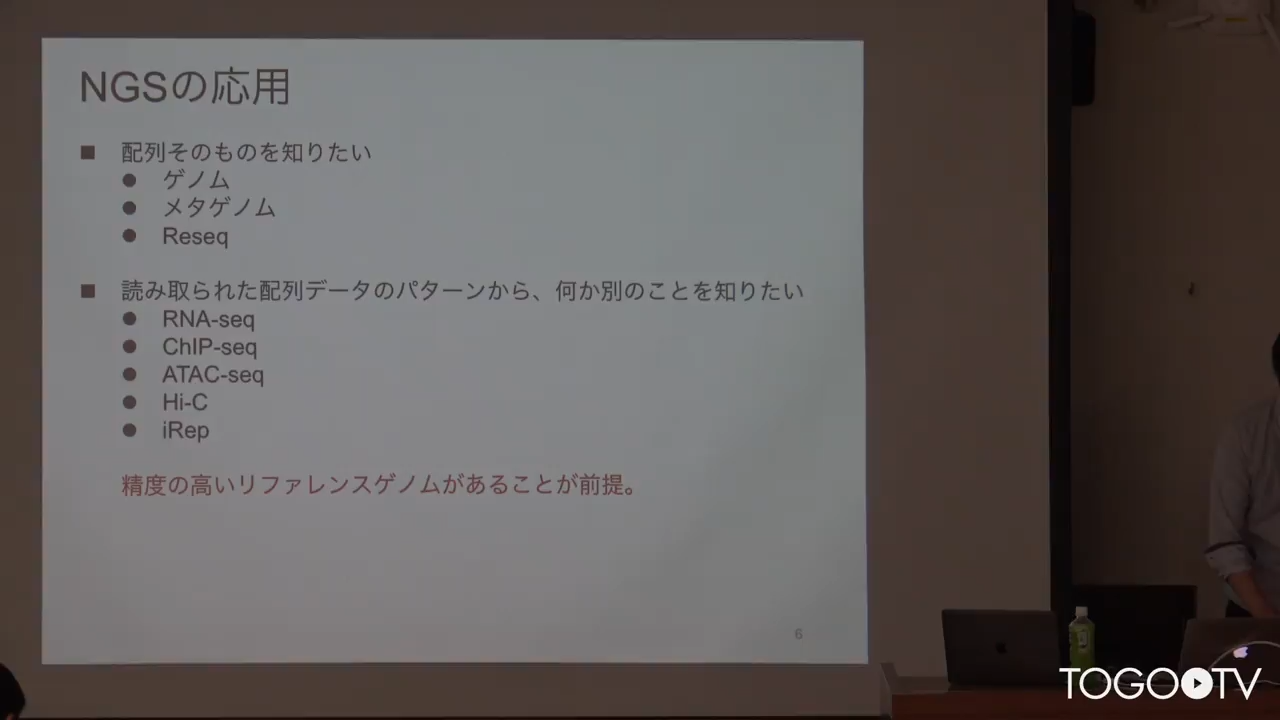 NGSの応用
■ 配列そのものを知りたい
● ゲノム
● メタゲノム
● Reseq
■ 読み取られた配列データのパターンから、何か別のことを知りたい
● RNA-seq
● ChIP-seq
● ATAC-seq
● Hi-C
● iRep
精度の高いリファレンスゲノムがあることが前提。
6
TOGOTV